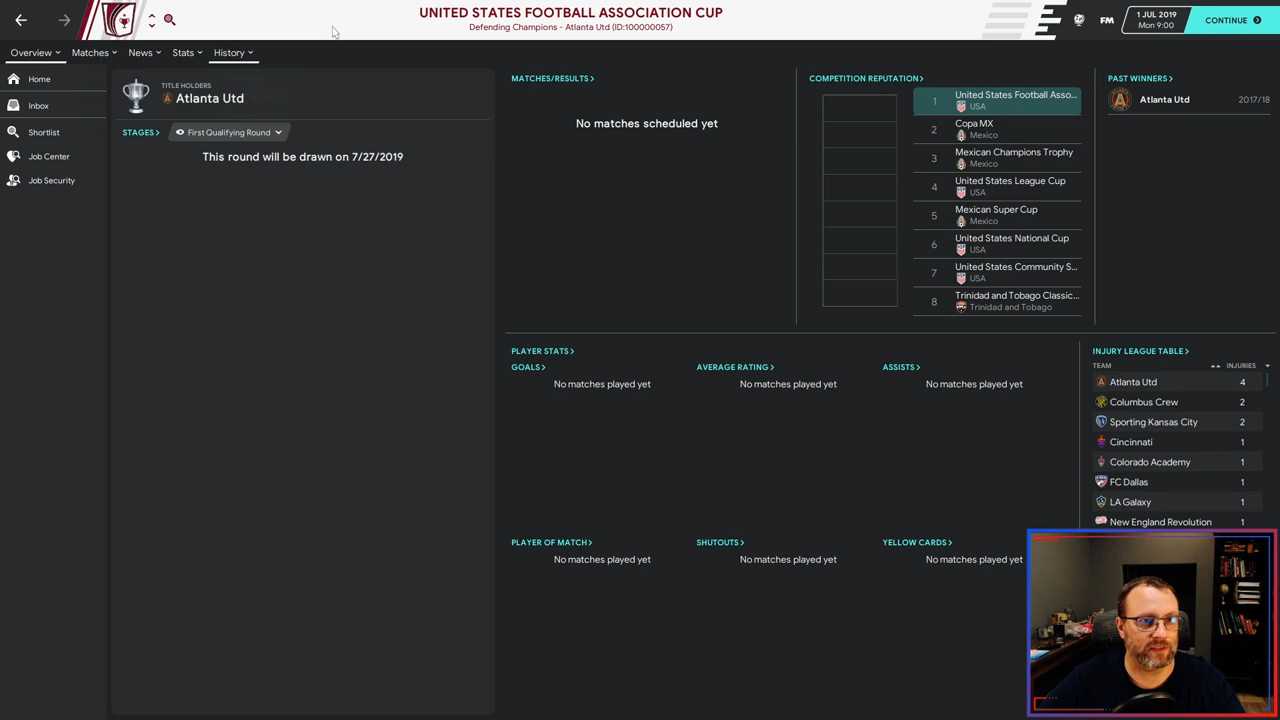 UNITED STATES FOOTBALL ASSOCIATION CUP
Defending Champions - Atlanta Utd (ID:100000057)
FM
1 JUL 2019
Mon 9:00
CONTINUE
Overview
Matches
News
Stats
History
Home
Inbox
Shortlist
Job Center
Job Security
TITLE HOLDERS
Atlanta Utd
STAGES
First Qualifying Round
This round will be drawn on 7/27/2019
MATCHES/RESULTS
No matches scheduled yet
COMPETITION REPUTATION
1 United States Football Asso...
USA
2 Copa MX
Mexico
3 Mexican Champions Trophy
Mexico
4 United States League Cup
USA
5 Mexican Super Cup
Mexico
6 United States National Cup
USA
7 United States Community S...
USA
8 Trinidad and Tobago Classic...
Trinidad and Tobago
PAST WINNERS
Atlanta Utd 2017/18
PLAYER STATS
GOALS
No matches played yet
AVERAGE RATING
No matches played yet
ASSISTS
No matches played yet
PLAYER OF MATCH
No matches played yet
SHUTOUTS
No matches played yet
YELLOW CARDS
No matches played yet
INJURY LEAGUE TABLE
TEAM INJURIES
Atlanta Utd 4
Columbus Crew 2
Sporting Kansas City 2
Cincinnati 1
Colorado Academy 1
FC Dallas 1
LA Galaxy 1
New England Revolution 1